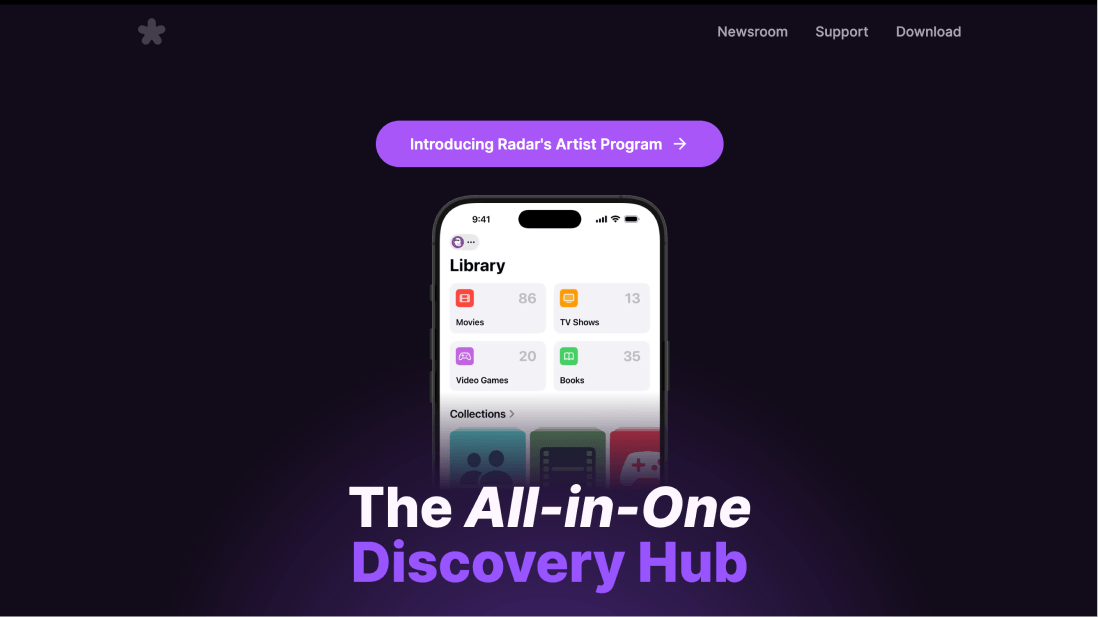 Newsroom Support Download
Introducing Radar's Artist Program →
9:41
Library
86 13
Movies TV Shows
20 35
Video Games Books
Collections >
The All-in-One
Discovery Hub